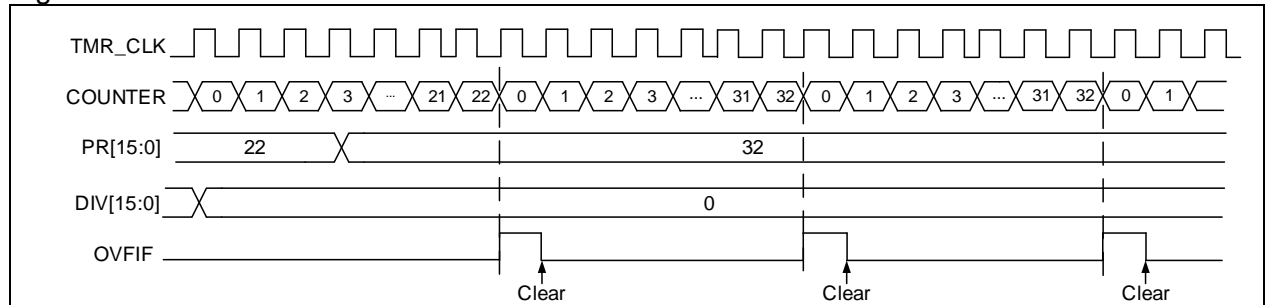 TMR_CLK
COUNTER 0 1 2 3 ... 21 22 0 1 2 3 ... 31 32 0 1 2 3 ... 31 32 0 1
PR[15:0] 22 32
DIV[15:0] 0
OVFIF
Clear Clear Clear